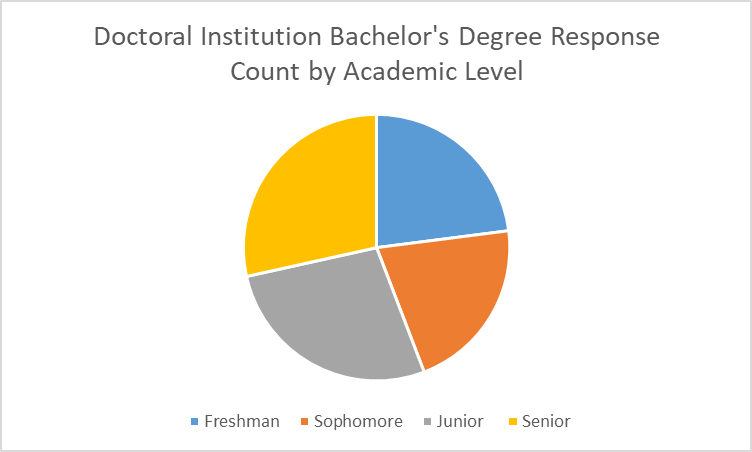 Doctoral Institution Bachelor's Degree Response
Count by Academic Level
Freshman Sophomore Junior Senior